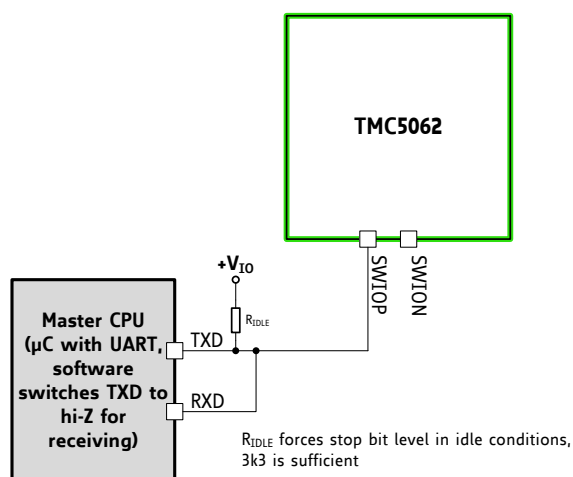 TMC5062
SWIOP
SWION
+VIO
RIDLE
Master CPU
(µC with UART,
software
switches TXD to
hi-Z for
receiving)
TXD
RXD
RIDLE forces stop bit level in idle conditions,
3k3 is sufficient